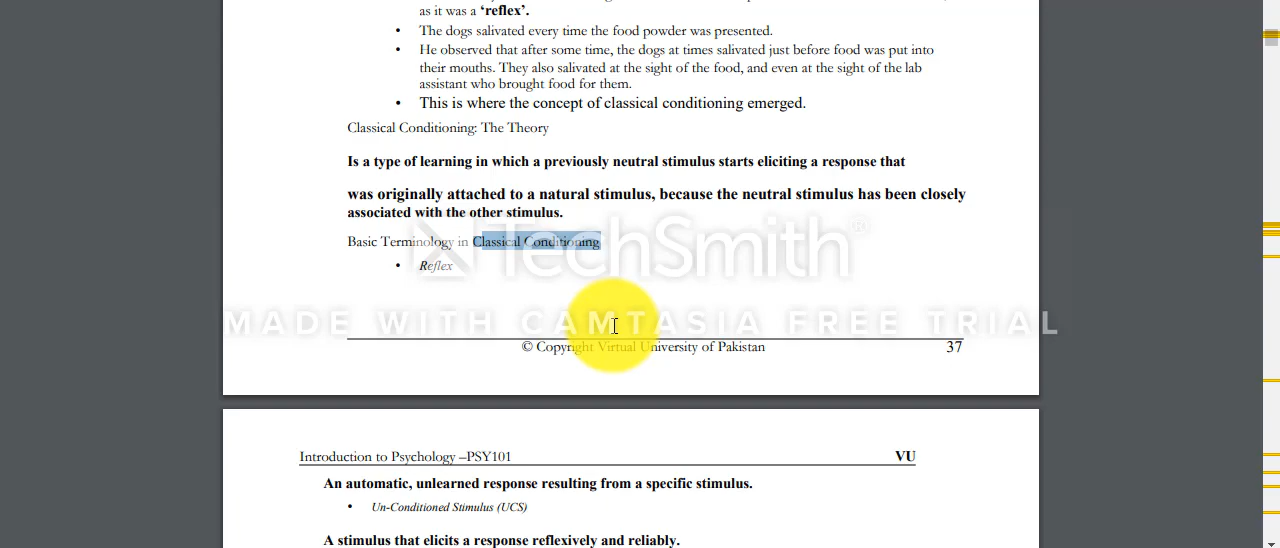 as it was a ‘reflex’.
• The dogs salivated every time the food powder was presented.
• He observed that after some time, the dogs at times salivated just before food was put into
their mouths. They also salivated at the sight of the food, and even at the sight of the lab
assistant who brought food for them.
• This is where the concept of classical conditioning emerged.
Classical Conditioning: The Theory
Is a type of learning in which a previously neutral stimulus starts eliciting a response that
was originally attached to a natural stimulus, because the neutral stimulus has been closely
associated with the other stimulus.
Basic Terminology in Classical Conditioning
TechSmith®
• Reflex
MADE WITH CAMTASIA FREE TRIAL
© Copyright Virtual University of Pakistan 37
Introduction to Psychology –PSY101 VU
An automatic, unlearned response resulting from a specific stimulus.
• Un-Conditioned Stimulus (UCS)
A stimulus that elicits a response reflexively and reliably.